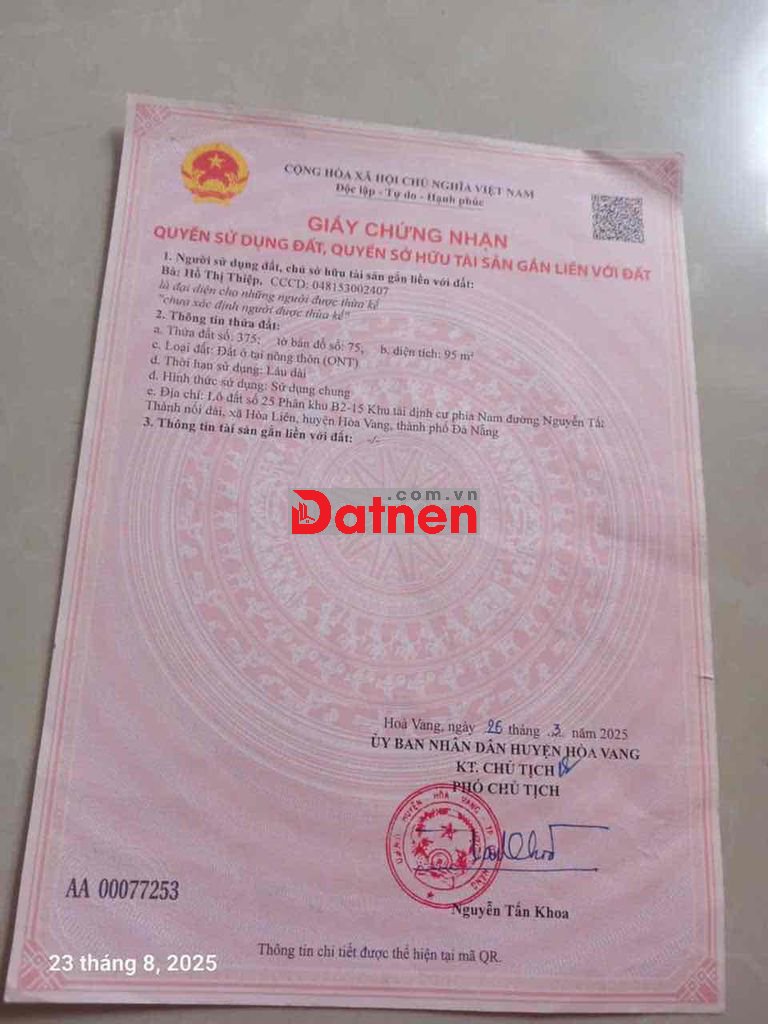 CỘNG HÒA XÃ HỘI CHỦ NGHĨA VIỆT NAM
Độc lập - Tự do - Hạnh phúc
GIẤY CHỨNG NHẬN
QUYỀN SỬ DỤNG ĐẤT, QUYỀN SỞ HỮU TÀI SẢN GẮN LIỀN VỚI ĐẤT
1. Người sử dụng đất, chủ sở hữu tài sản gắn liền với đất:
Bà: Hồ Thị Thiệp, CCCD: 048153002407
là đại diện cho những người được thừa kế
"chưa xác định người được thừa kế"
2. Thông tin thửa đất:
a. Thửa đất số: 375; tờ bản đồ số: 75; b. diện tích: 95 m²
c. Loại đất: Đất ở tại nông thôn (ONT)
d. Thời hạn sử dụng: Lâu dài
đ. Hình thức sử dụng: Sử dụng chung
e. Địa chỉ: Lô đất số 25 Phân khu B2-15 Khu tái định cư phía Nam đường Nguyễn Tất
Thành nối dài, xã Hòa Liên, huyện Hòa Vang, thành phố Đà Nẵng
3. Thông tin tài sản gắn liền với đất: -/-
.com.vn
Datnen
Hoà Vang, ngày 26 tháng 3 năm 2025
ỦY BAN NHÂN DÂN HUYỆN HÒA VANG
KT. CHỦ TỊCH
PHÓ CHỦ TỊCH
Nguyễn Tấn Khoa
AA 00077253
Thông tin chi tiết được thể hiện tại mã QR.
23 tháng 8, 2025